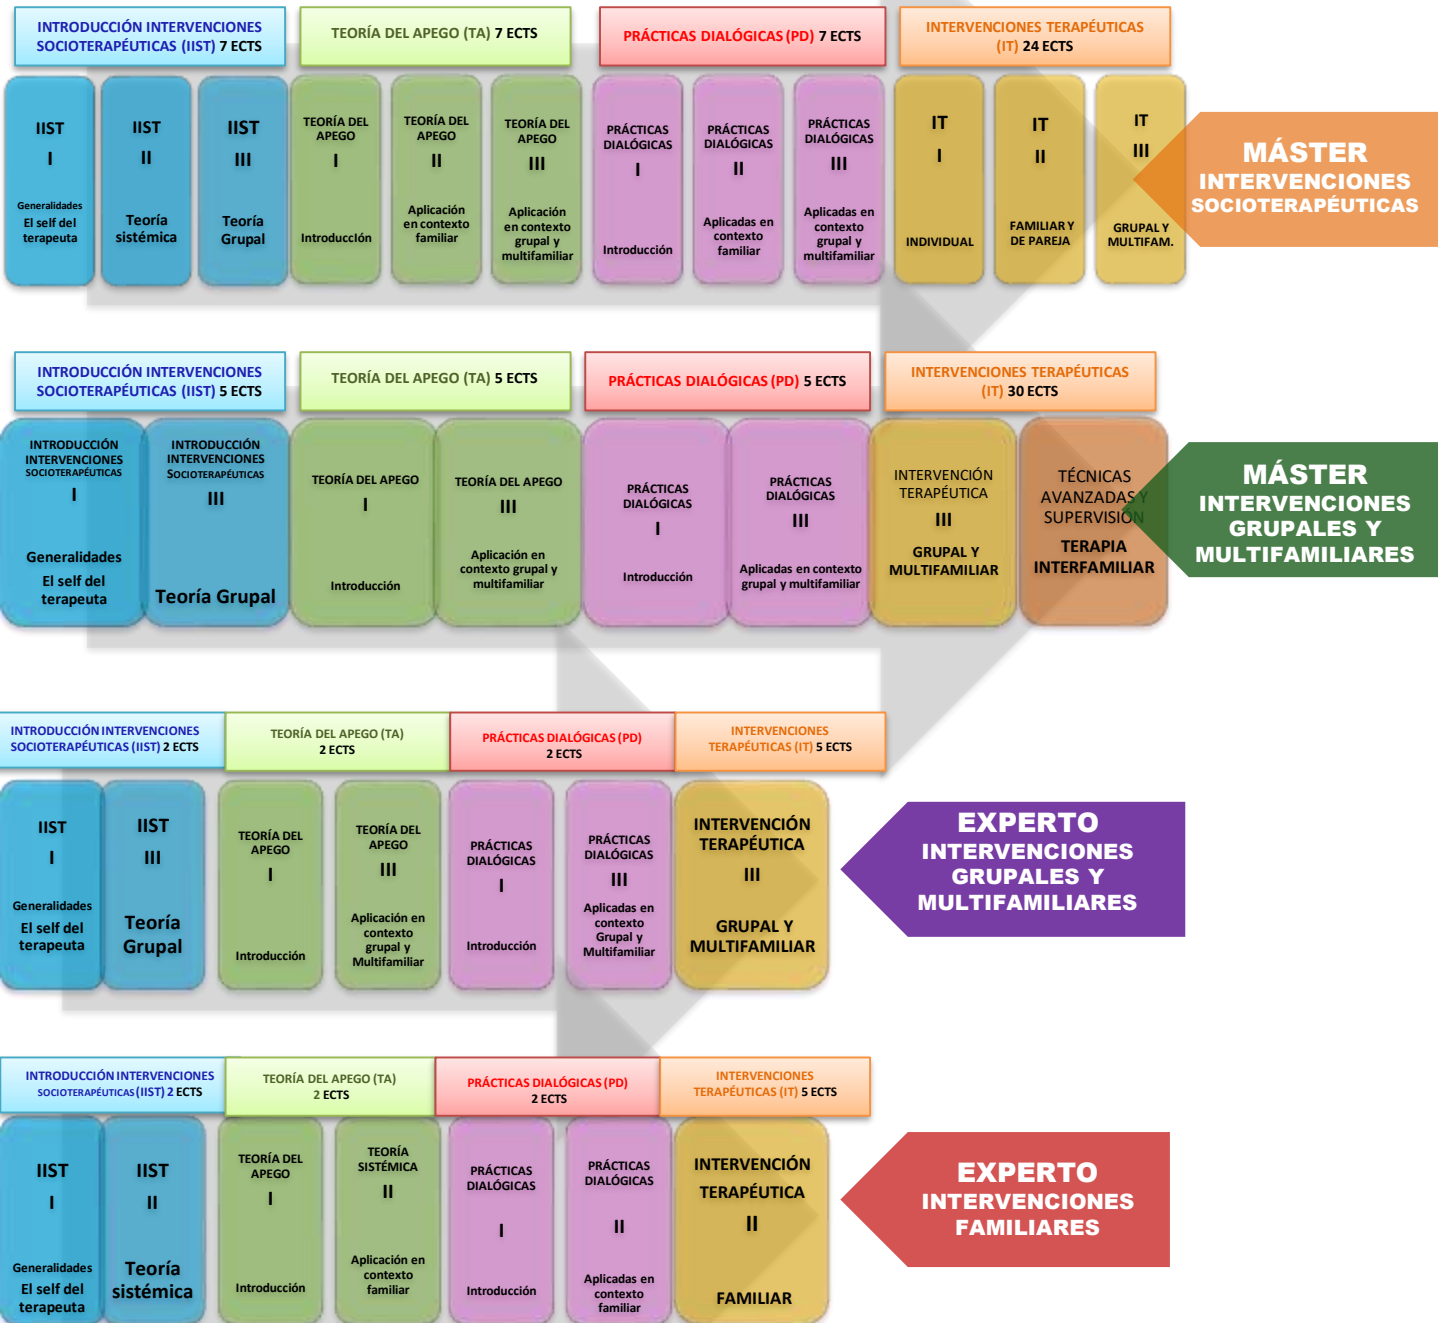 INTRODUCCIÓN INTERVENCIONES
SOCIOTERAPÉUTICAS (IIST) 7 ECTS
TEORÍA DEL APEGO (TA) 7 ECTS
PRÁCTICAS DIALÓGICAS (PD) 7 ECTS
INTERVENCIONES TERAPÉUTICAS
(IT) 24 ECTS
IIST
I
Generalidades
El self del
terapeuta
IIST
II
Teoría
sistémica
IIST
III
Teoría
Grupal
TEORÍA DEL
APEGO
I
Introducción
TEORÍA DEL
APEGO
II
Aplicación
en contexto
familiar
TEORÍA DEL
APEGO
III
Aplicación
en contexto
grupal y
multifamiliar
PRÁCTICAS
DIALÓGICAS
I
Introducción
PRÁCTICAS
DIALÓGICAS
II
Aplicadas en
contexto
familiar
PRÁCTICAS
DIALÓGICAS
III
Aplicadas en
contexto
grupal y
multifamiliar
IT
I
INDIVIDUAL
IT
II
FAMILIAR Y
DE PAREJA
IT
III
GRUPAL Y
MULTIFAM.
MÁSTER
INTERVENCIONES
SOCIOTERAPÉUTICAS
INTRODUCCIÓN INTERVENCIONES
SOCIOTERAPÉUTICAS (IIST) 5 ECTS
TEORÍA DEL APEGO (TA) 5 ECTS
PRÁCTICAS DIALÓGICAS (PD) 5 ECTS
INTERVENCIONES TERAPÉUTICAS
(IT) 30 ECTS
INTRODUCCIÓN
INTERVENCIONES
SOCIOTERAPÉUTICAS
I
Generalidades
El self del
terapeuta
INTRODUCCIÓN
INTERVENCIONES
SOCIOTERAPÉUTICAS
III
Teoría Grupal
TEORÍA DEL APEGO
I
Introducción
TEORÍA DEL APEGO
III
Aplicación en
contexto grupal y
multifamiliar
PRÁCTICAS
DIALÓGICAS
I
Introducción
PRÁCTICAS
DIALÓGICAS
III
Aplicadas en contexto
grupal y multifamiliar
INTERVENCIÓN
TERAPÉUTICA
III
GRUPAL Y
MULTIFAMILIAR
TÉCNICAS
AVANZADAS Y
SUPERVISIÓN
TERAPIA
INTERFAMILIAR
MÁSTER
INTERVENCIONES
GRUPALES Y
MULTIFAMILIARES
INTRODUCCIÓN INTERVENCIONES
SOCIOTERAPÉUTICAS (IIST) 2 ECTS
TEORÍA DEL APEGO (TA)
2 ECTS
PRÁCTICAS DIALÓGICAS (PD)
2 ECTS
INTERVENCIONES
TERAPÉUTICAS (IT) 5 ECTS
IIST
I
Generalidades
El self del
terapeuta
IIST
III
Teoría
Grupal
TEORÍA DEL
APEGO
I
Introducción
TEORÍA DEL
APEGO
III
Aplicación en
contexto
grupal y
Multifamiliar
PRÁCTICAS
DIALÓGICAS
I
Introducción
PRÁCTICAS
DIALÓGICAS
III
Aplicadas en
contexto
Grupal y
Multifamiliar
INTERVENCIÓN
TERAPÉUTICA
III
GRUPAL Y
MULTIFAMILIAR
EXPERTO
INTERVENCIONES
GRUPALES Y
MULTIFAMILIARES
INTRODUCCIÓN INTERVENCIONES
SOCIOTERAPÉUTICAS (IIST) 2 ECTS
TEORÍA DEL APEGO (TA)
2 ECTS
PRÁCTICAS DIALÓGICAS (PD)
2 ECTS
INTERVENCIONES
TERAPÉUTICAS (IT) 5 ECTS
IIST
I
Generalidades
El self del
terapeuta
IIST
II
Teoría
sistémica
TEORÍA DEL
APEGO
I
Introducción
TEORÍA
SISTÉMICA
II
Aplicación en
contexto
familiar
PRÁCTICAS
DIALÓGICAS
I
Introducción
PRÁCTICAS
DIALÓGICAS
II
Aplicadas en
contexto
familiar
INTERVENCIÓN
TERAPÉUTICA
II
FAMILIAR
EXPERTO
INTERVENCIONES
FAMILIARES